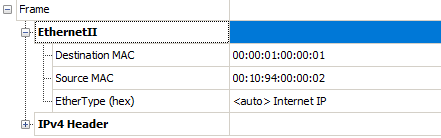 Frame
EthernetII
Destination MAC 00:00:01:00:00:01
Source MAC 00:10:94:00:00:02
EtherType (hex) <auto> Internet IP
IPv4 Header